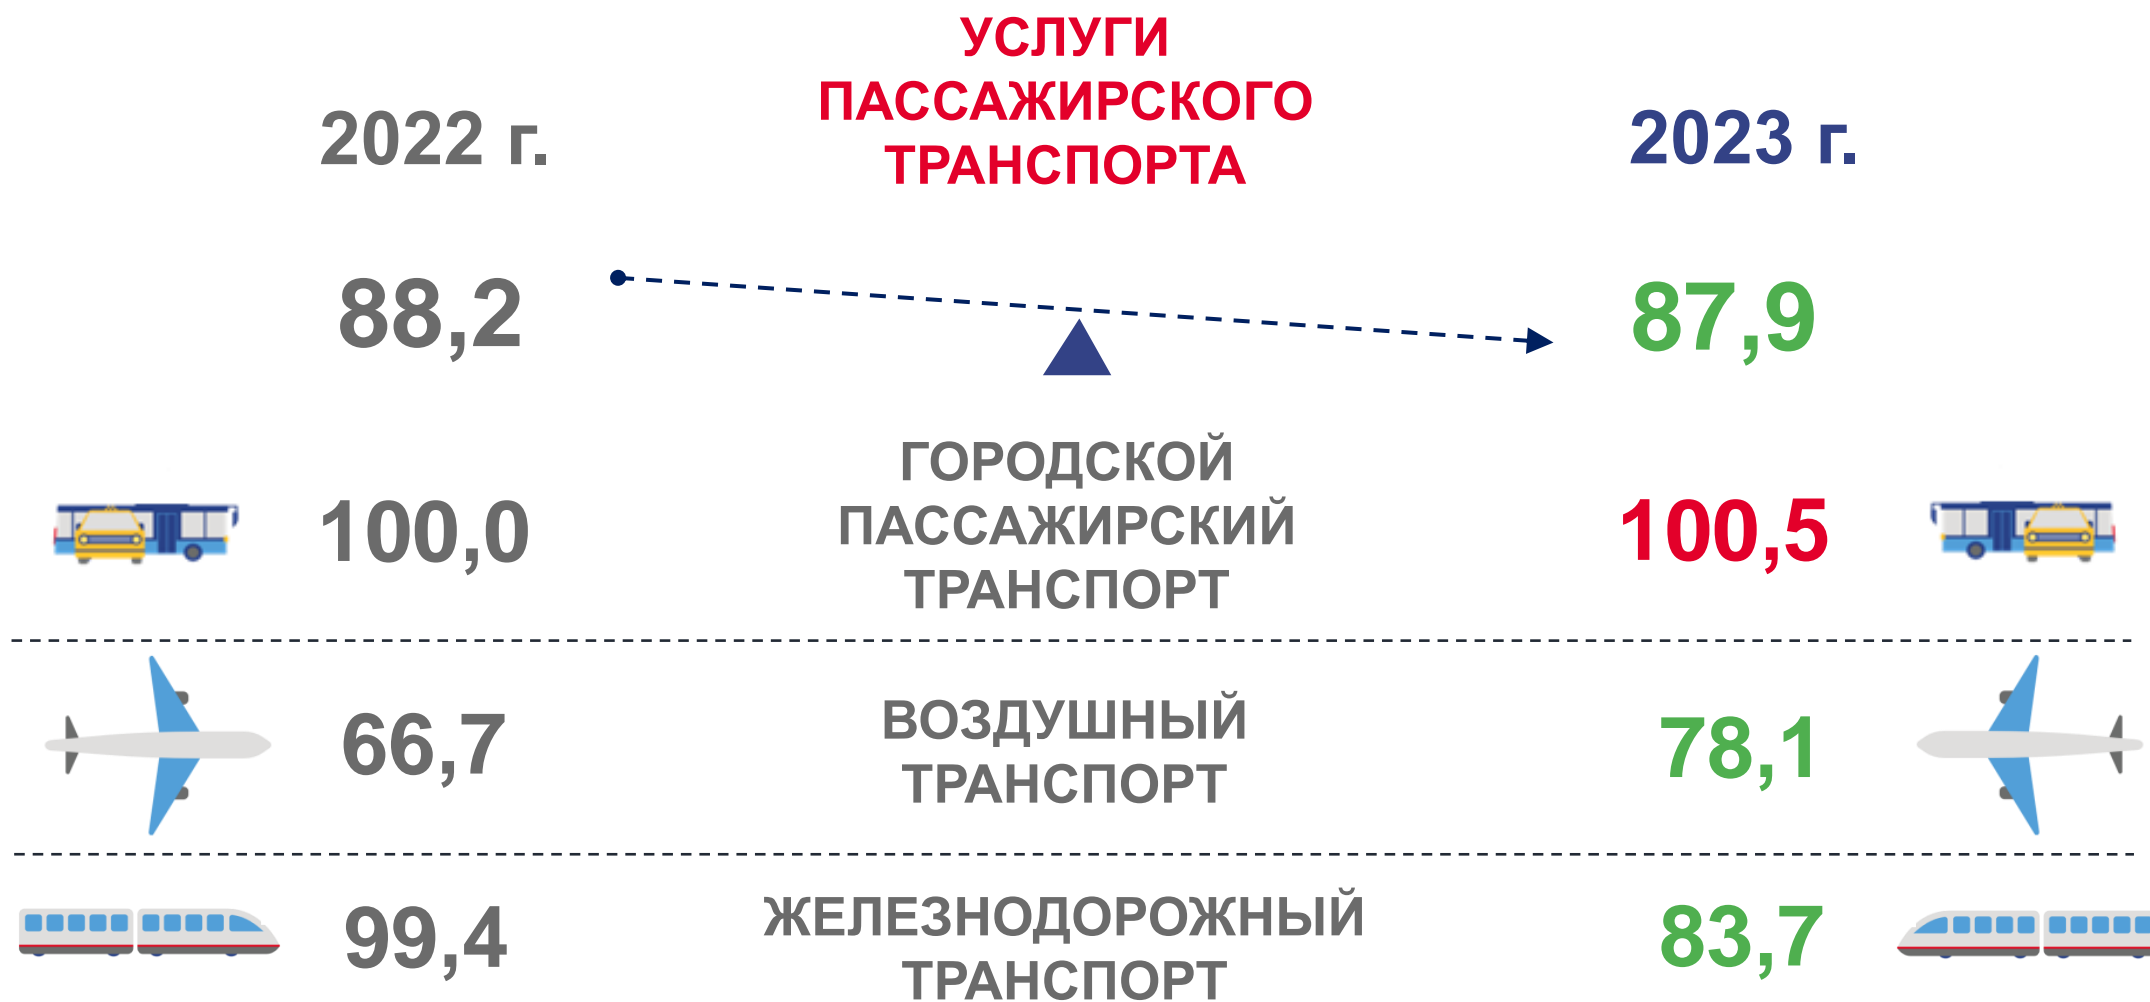 УСЛУГИ
ПАССАЖИРСКОГО
ТРАНСПОРТА
2022 г.
2023 г.
88,2
87,9
ГОРОДСКОЙ
ПАССАЖИРСКИЙ
ТРАНСПОРТ
100,0
100,5
ВОЗДУШНЫЙ
ТРАНСПОРТ
66,7
78,1
ЖЕЛЕЗНОДОРОЖНЫЙ
ТРАНСПОРТ
99,4
83,7